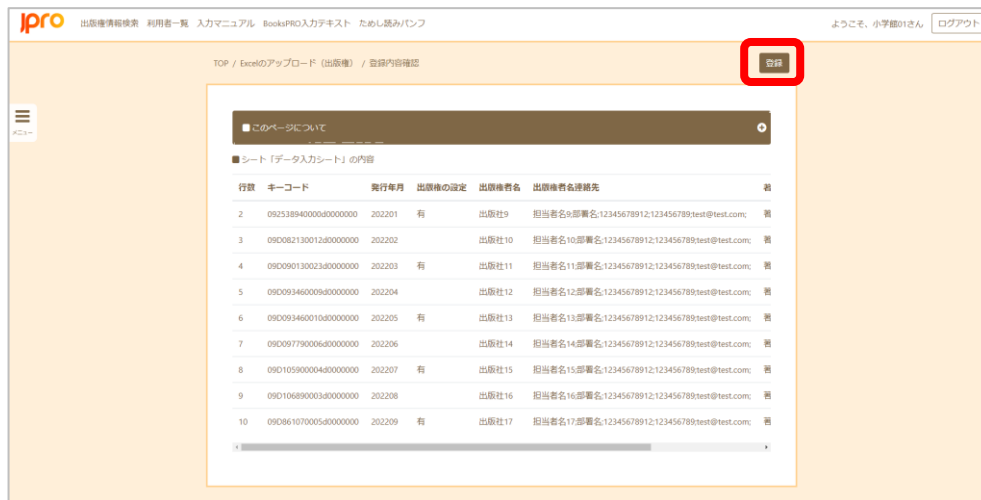 Jpro 出版権情報検索 利用者一覧 入力マニュアル BooksPRO入力テキスト ためし読みパンフ ようこそ、小学館01さん ログアウト
TOP / Excelのアップロード（出版権） / 登録内容確認 登録
メニュー
■このページについて
■シート「データ入力シート」の内容
行数 キーコード 発行年月 出版権の設定 出版権者名 出版権者名連絡先 著
2 092538940000d0000000 202201 有 出版社9 担当者名9;部署名;12345678912;123456789;test@test.com; 著
3 09D082130012d0000000 202202 出版社10 担当者名10;部署名;12345678912;123456789;test@test.com; 著
4 09D090130023d0000000 202203 有 出版社11 担当者名11;部署名;12345678912;123456789;test@test.com; 著
5 09D093460009d0000000 202204 出版社12 担当者名12;部署名;12345678912;123456789;test@test.com; 著
6 09D093460010d0000000 202205 有 出版社13 担当者名13;部署名;12345678912;123456789;test@test.com; 著
7 09D097790006d0000000 202206 出版社14 担当者名14;部署名;12345678912;123456789;test@test.com; 著
8 09D105900004d0000000 202207 有 出版社15 担当者名15;部署名;12345678912;123456789;test@test.com; 著
9 09D106890003d0000000 202208 出版社16 担当者名16;部署名;12345678912;123456789;test@test.com; 著
10 09D861070005d0000000 202209 有 出版社17 担当者名17;部署名;12345678912;123456789;test@test.com; 著